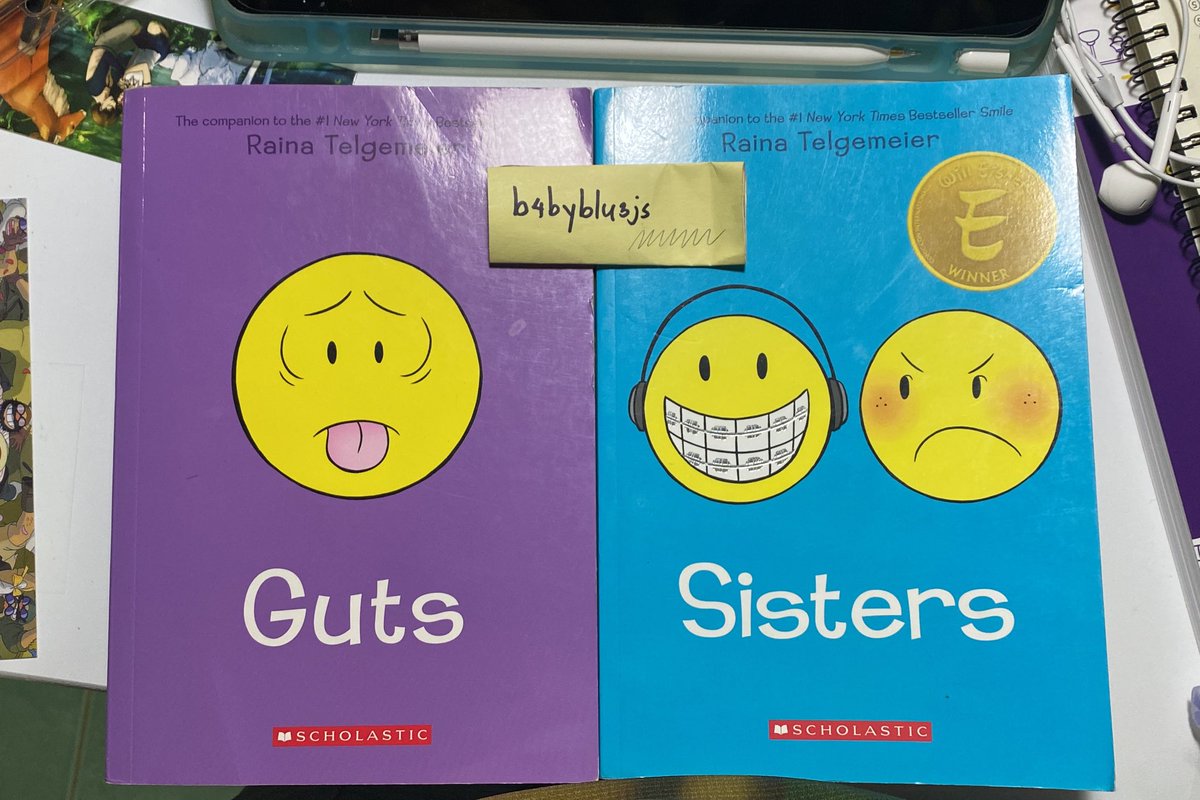 The companion to the #1 New York Times
Raina Telgemeier
Guts
SCHOLASTIC
b4byblu3js
companion to the #1 New York Times Bestseller Smile
Raina Telgemeier
E
WINNER
Sisters
SCHOLASTIC